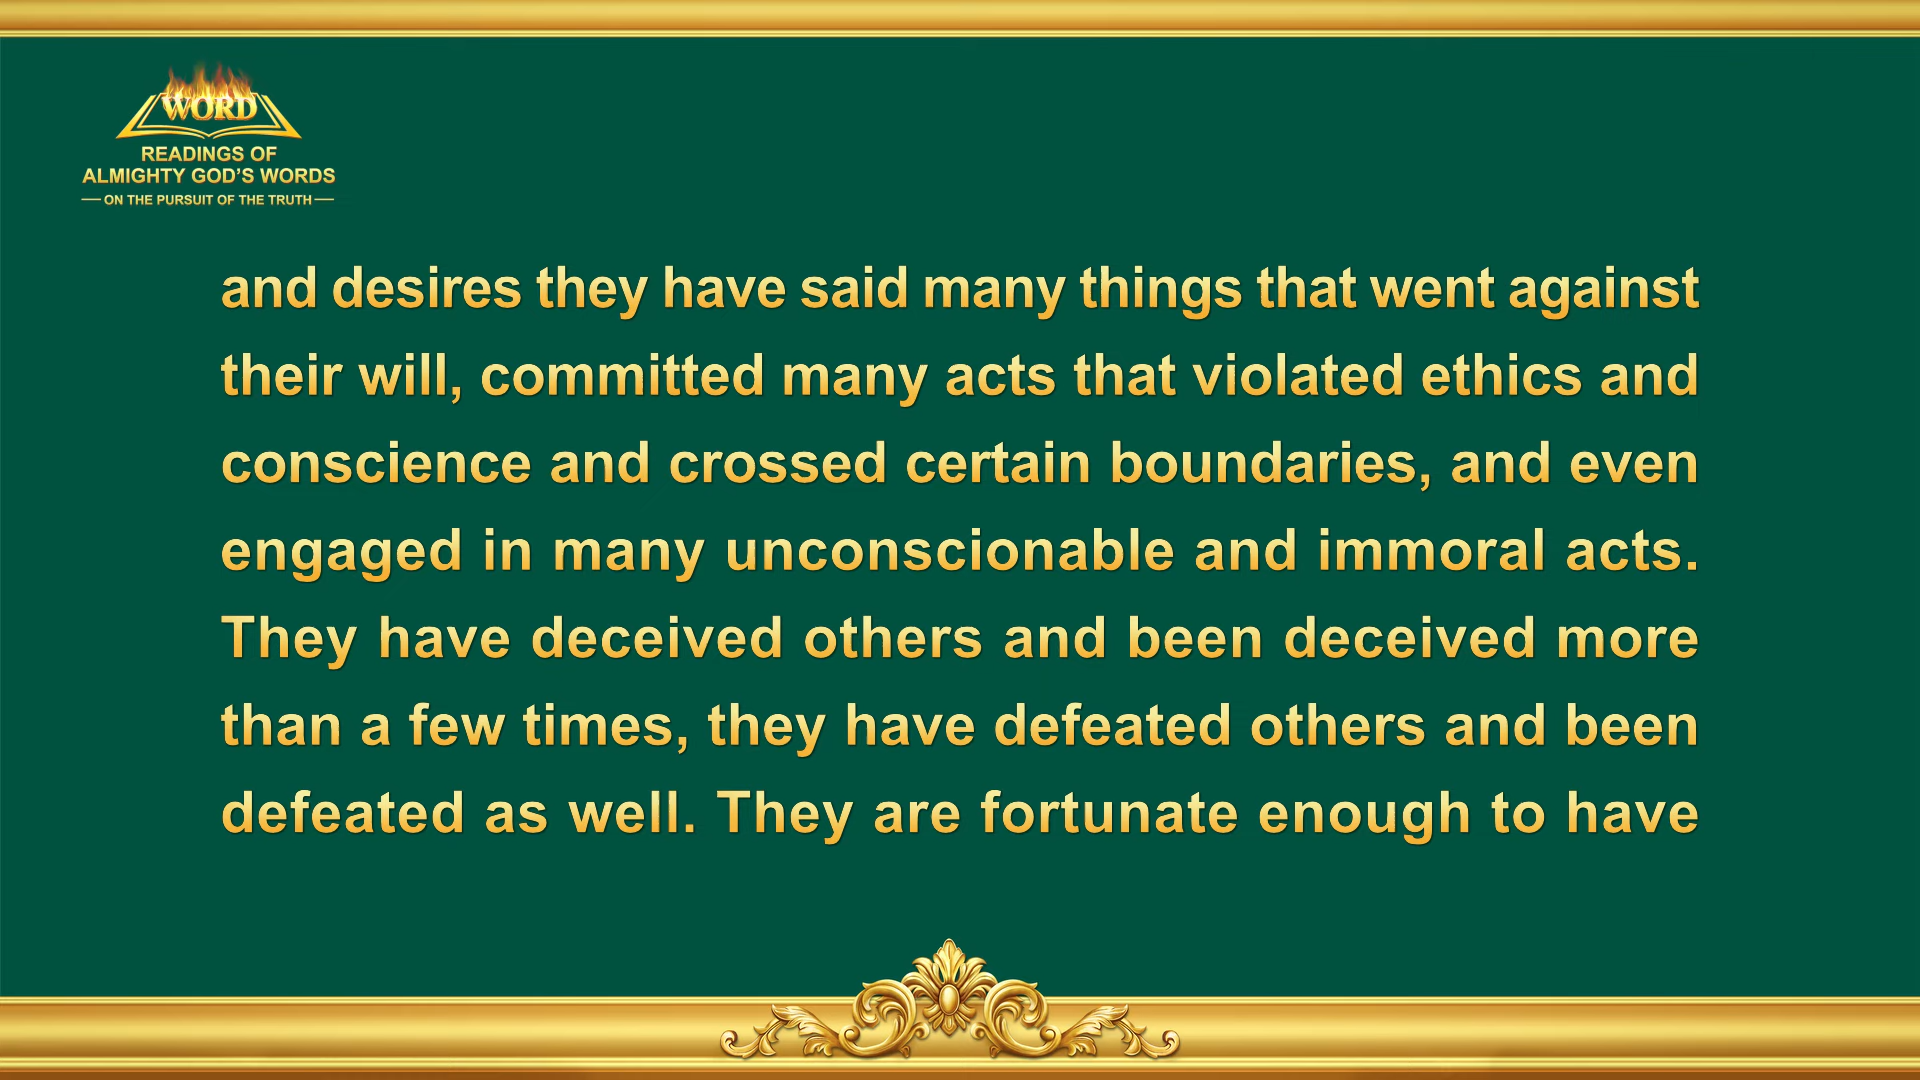 WORD
READINGS OF
ALMIGHTY GOD'S WORDS
— ON THE PURSUIT OF THE TRUTH —
and desires they have said many things that went against
their will, committed many acts that violated ethics and
conscience and crossed certain boundaries, and even
engaged in many unconscionable and immoral acts.
They have deceived others and been deceived more
than a few times, they have defeated others and been
defeated as well. They are fortunate enough to have